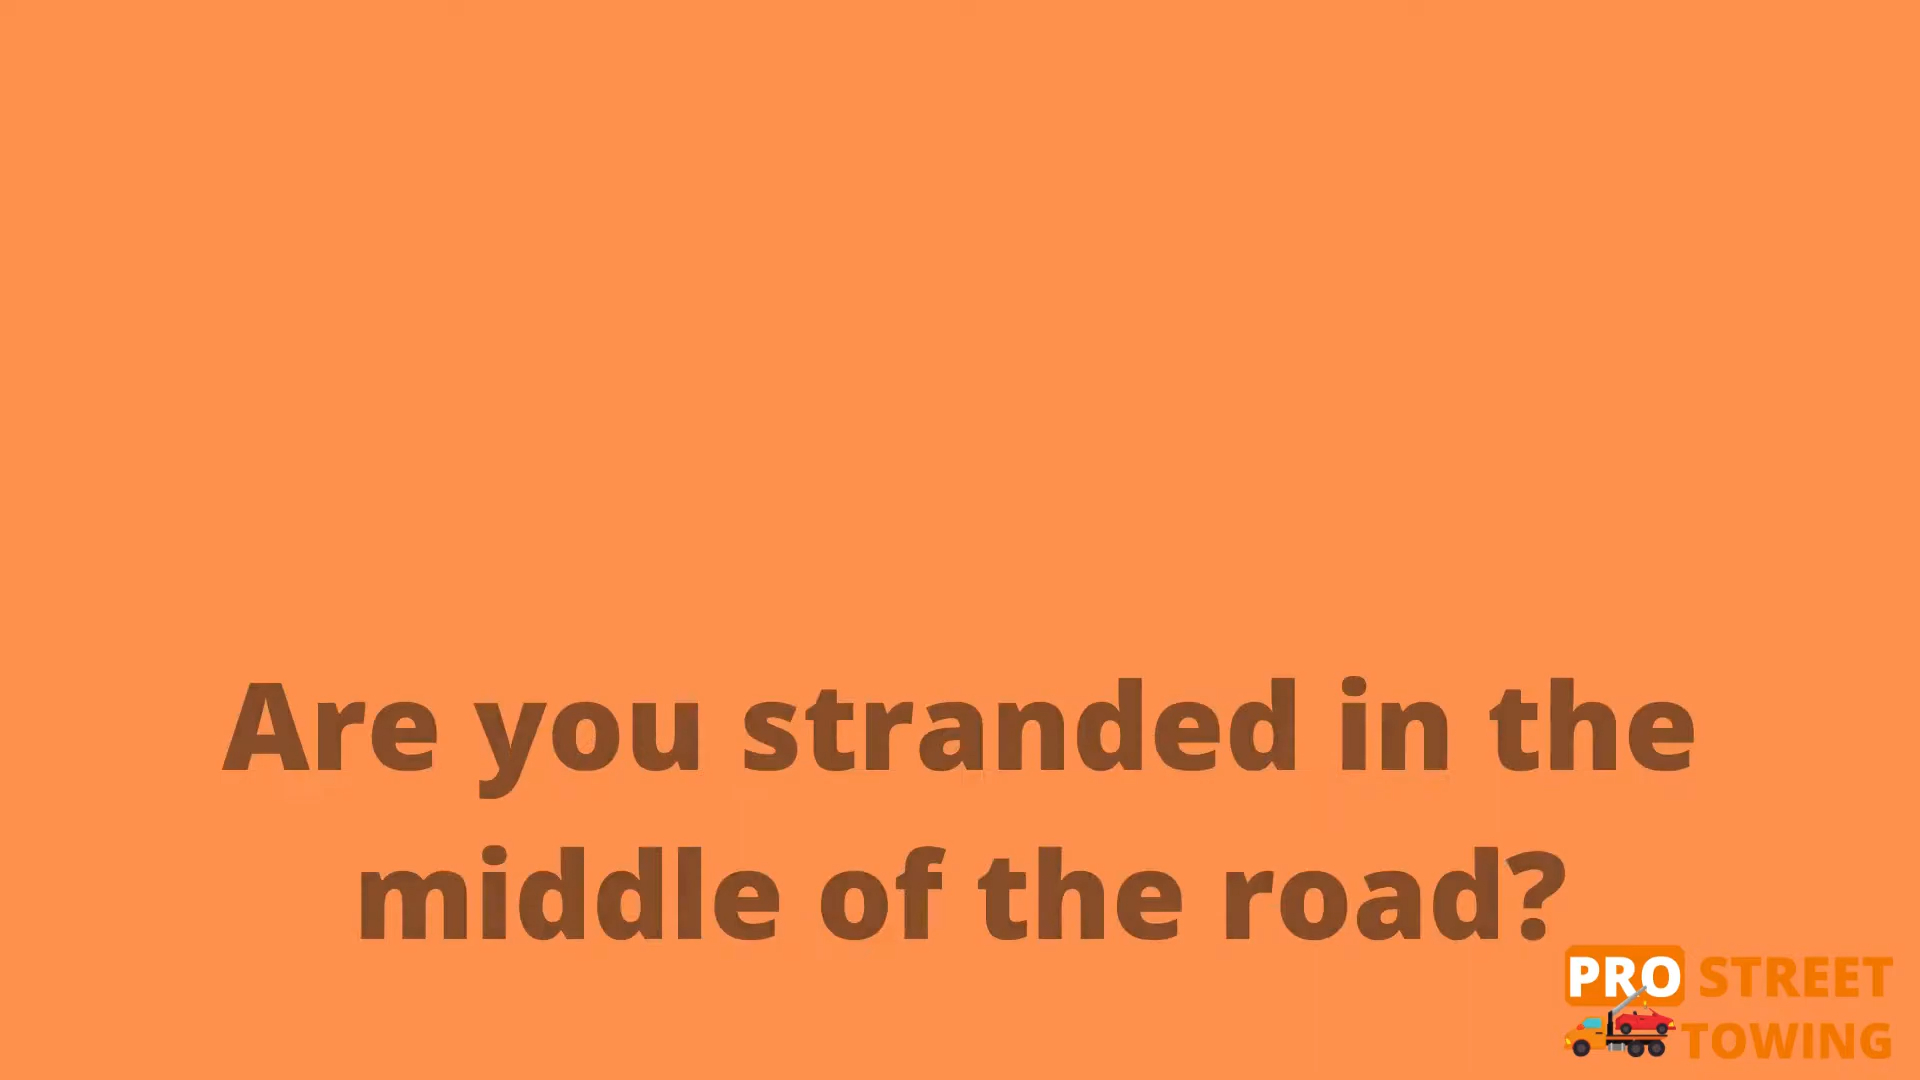 Are you stranded in the
middle of the road?
PRO STREET
TOWING